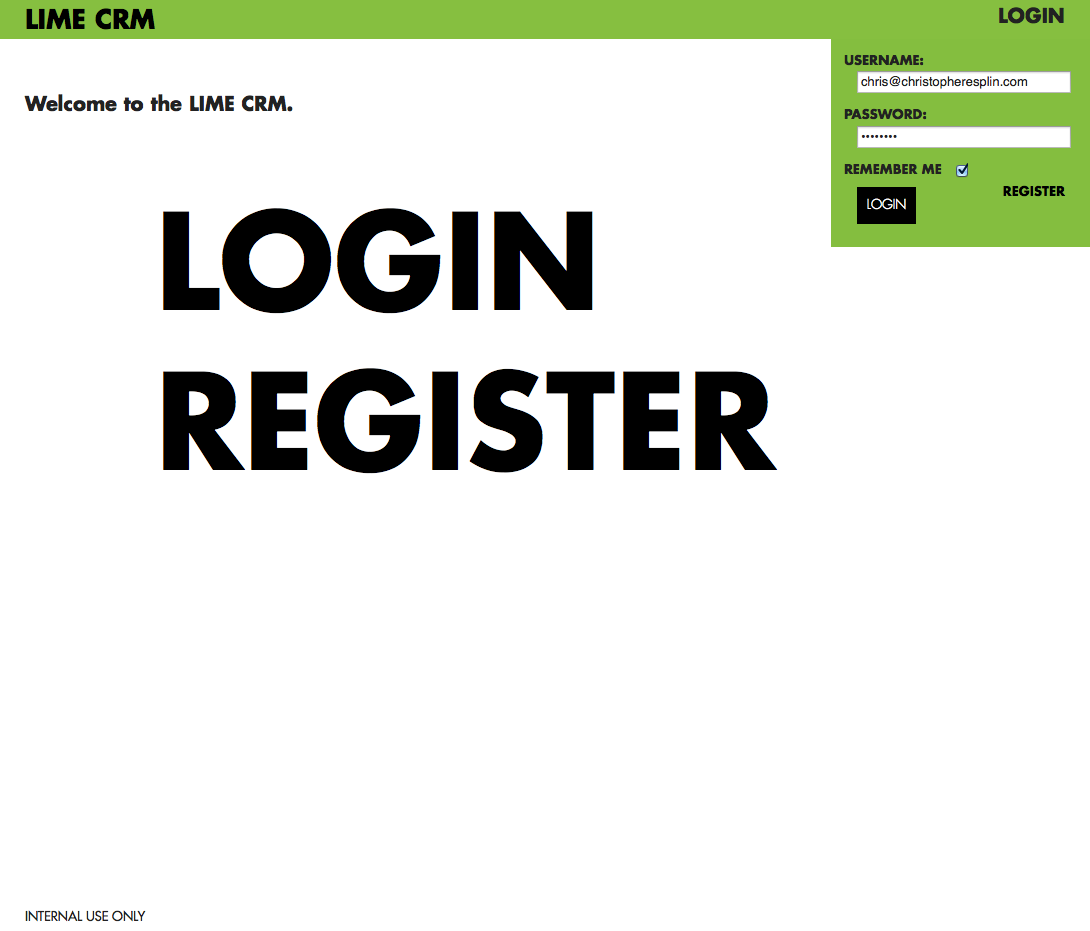 LIME CRM
LOGIN
USERNAME:
chris@christopheresplin.com
PASSWORD:
••••••••
REMEMBER ME
LOGIN
REGISTER
Welcome to the LIME CRM.
LOGIN
REGISTER
INTERNAL USE ONLY